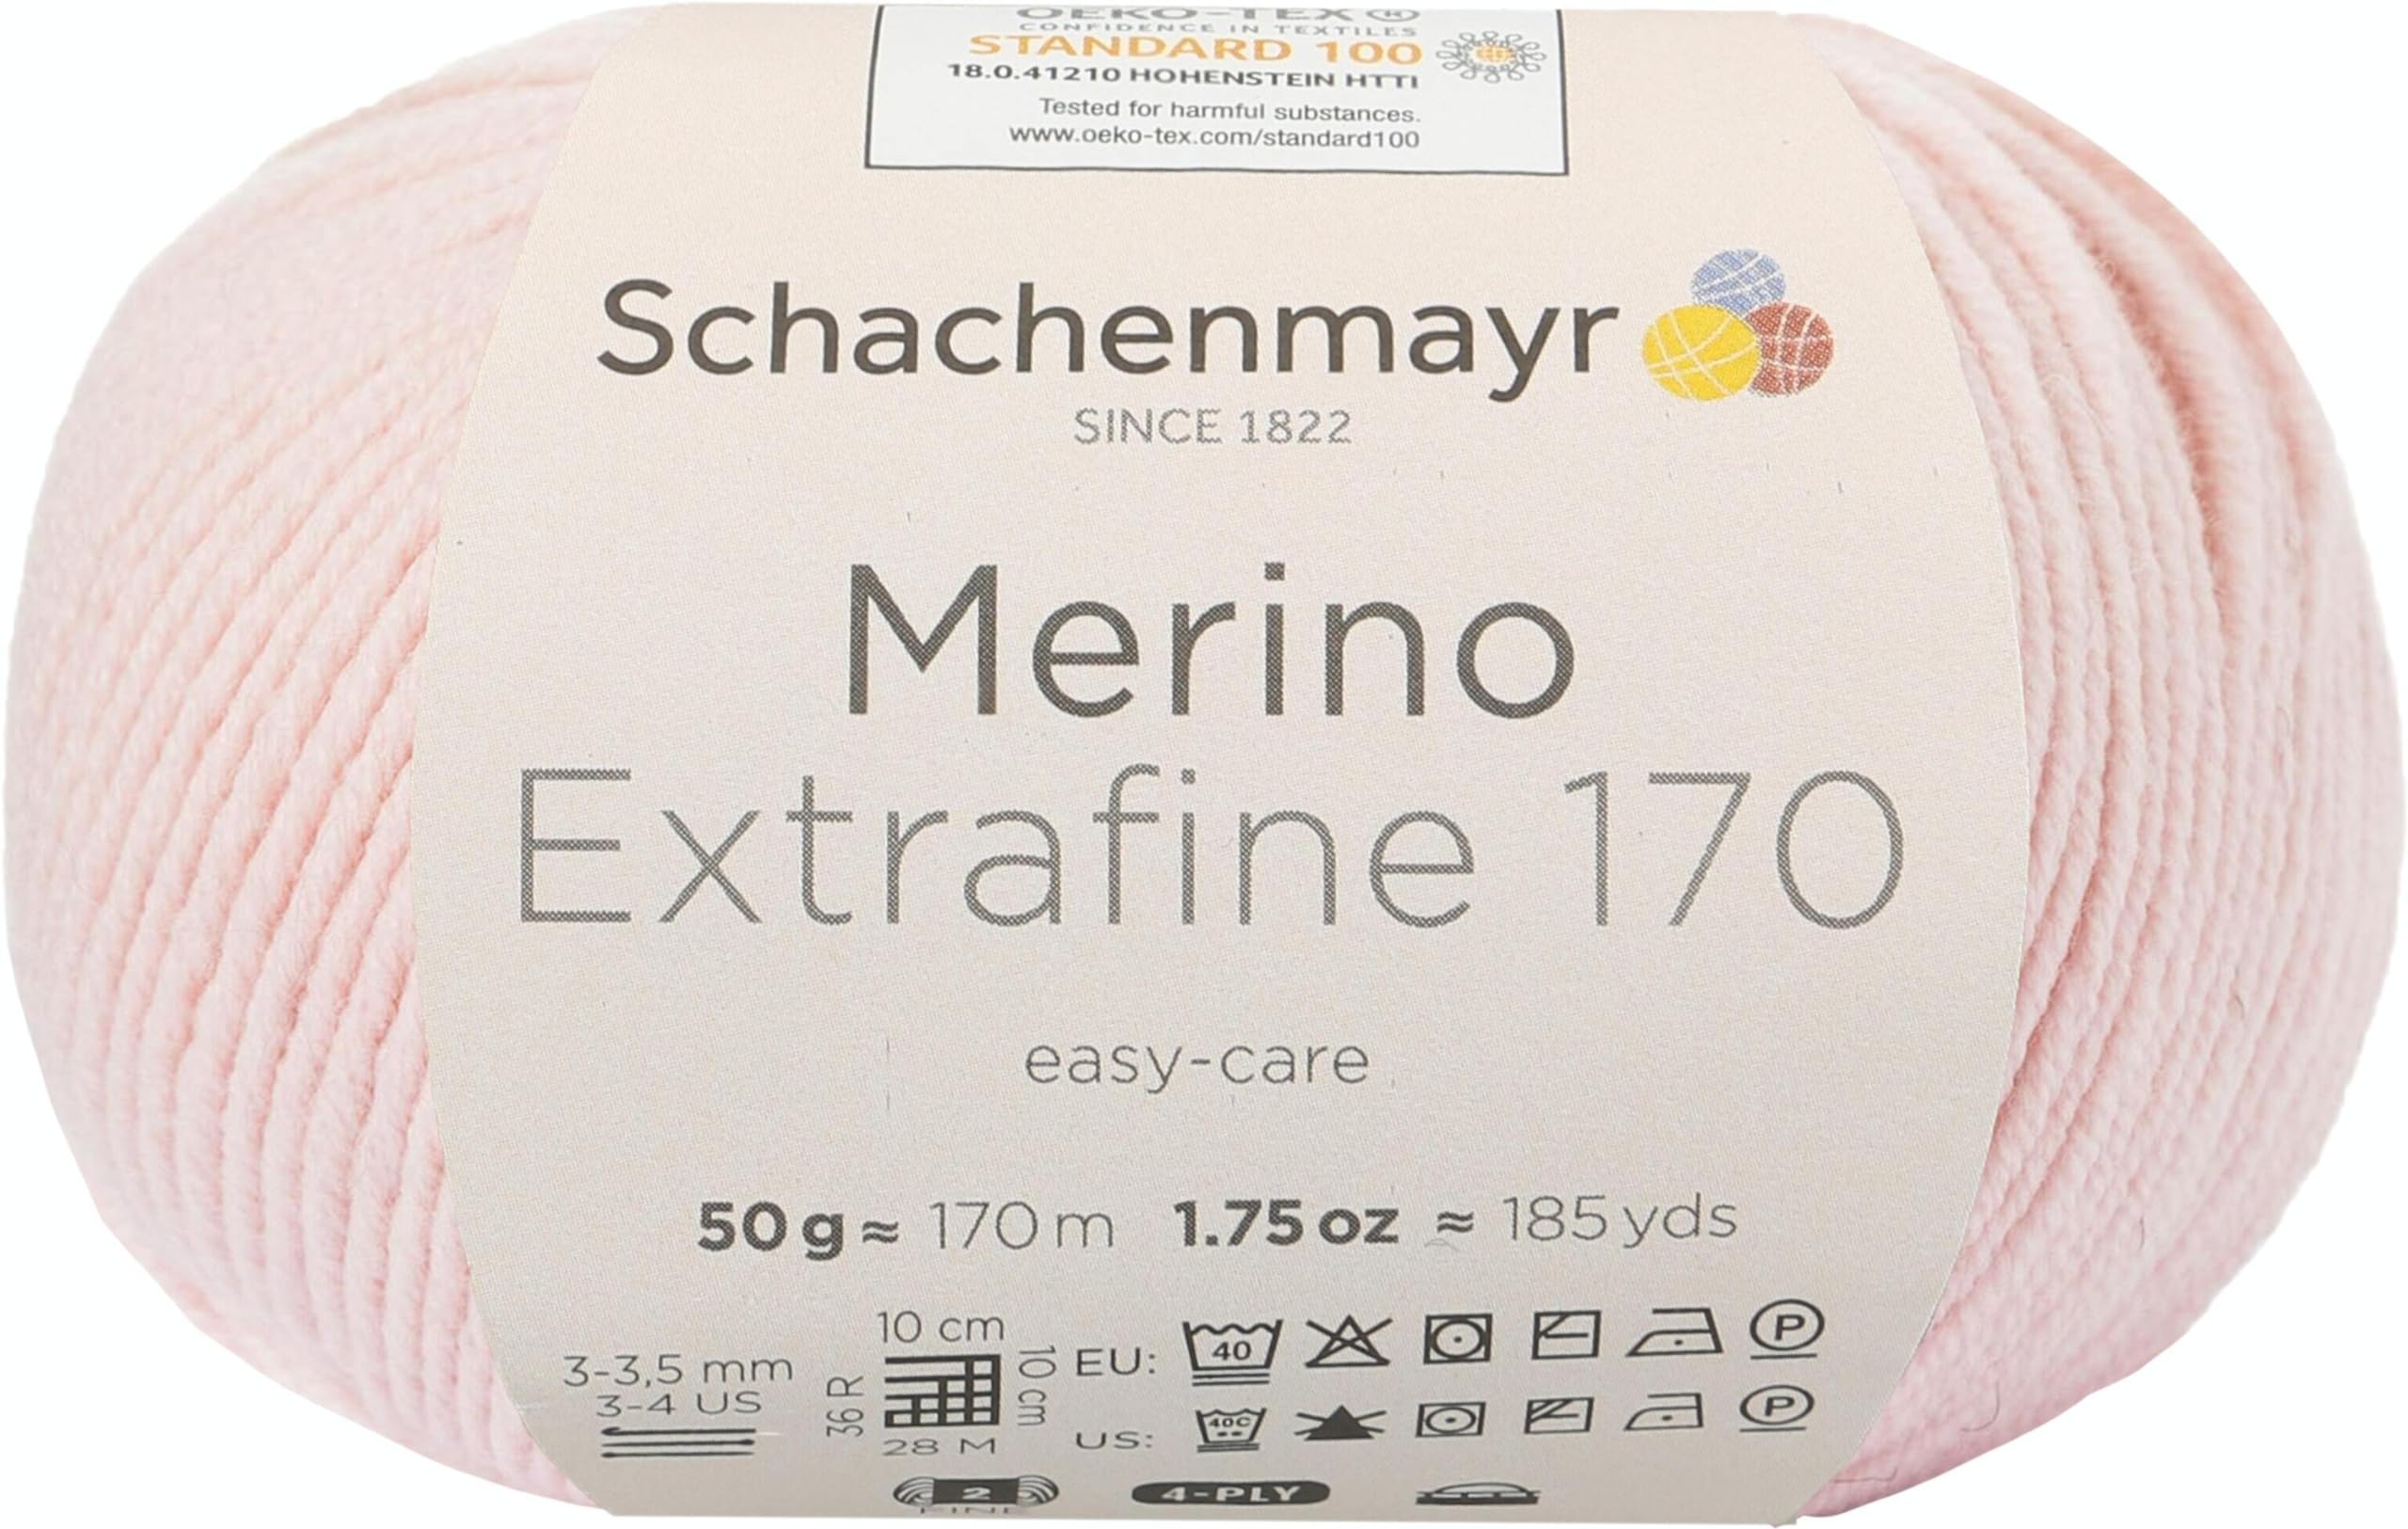 OEKO-TEX®
CONFIDENCE IN TEXTILES
STANDARD 100
18.0.41210 HOHENSTEIN HTTI
Tested for harmful substances.
www.oeko-tex.com/standard100
Schachenmayr
SINCE 1822
Merino
Extrafine 170
easy-care
50 g ≈ 170 m 1.75 oz ≈ 185 yds
3-3,5 mm
3-4 US
10 cm
10 cm
36 R
28 M
EU: 40 P
US: 40C P
2
FINE
4-PLY